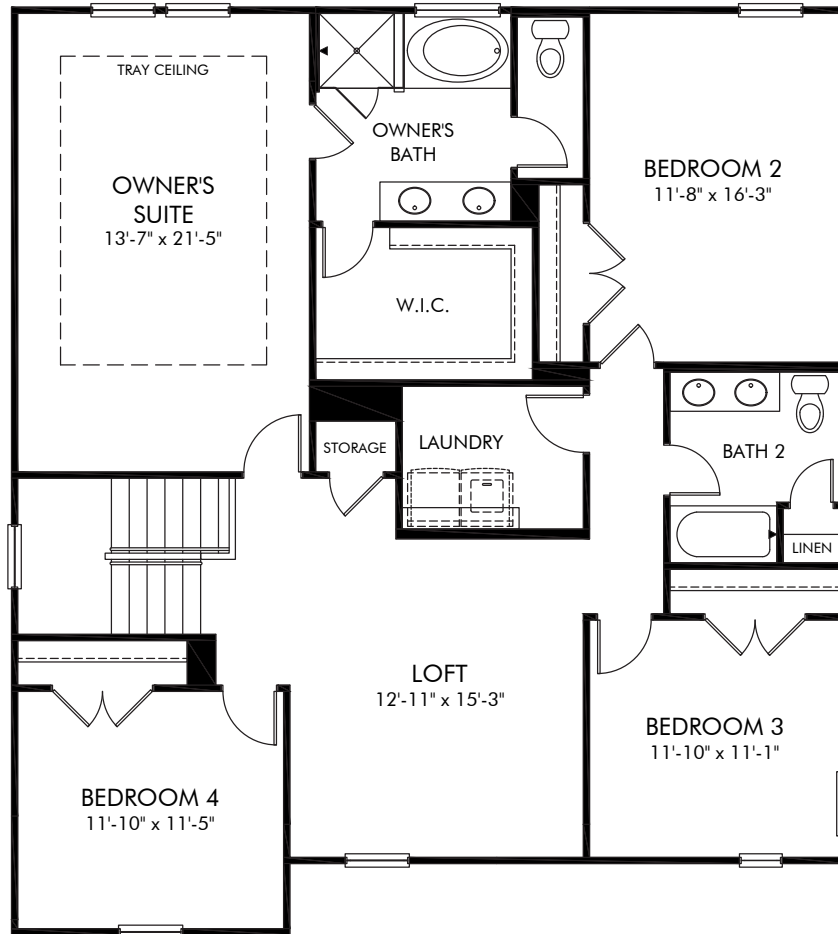 TRAY CEILING
OWNER'S
SUITE
13'-7" x 21'-5"
OWNER'S
BATH
BEDROOM 2
11'-8" x 16'-3"
W.I.C.
STORAGE
LAUNDRY
BATH 2
LINEN
LOFT
12'-11" x 15'-3"
BEDROOM 3
11'-10" x 11'-1"
BEDROOM 4
11'-10" x 11'-5"